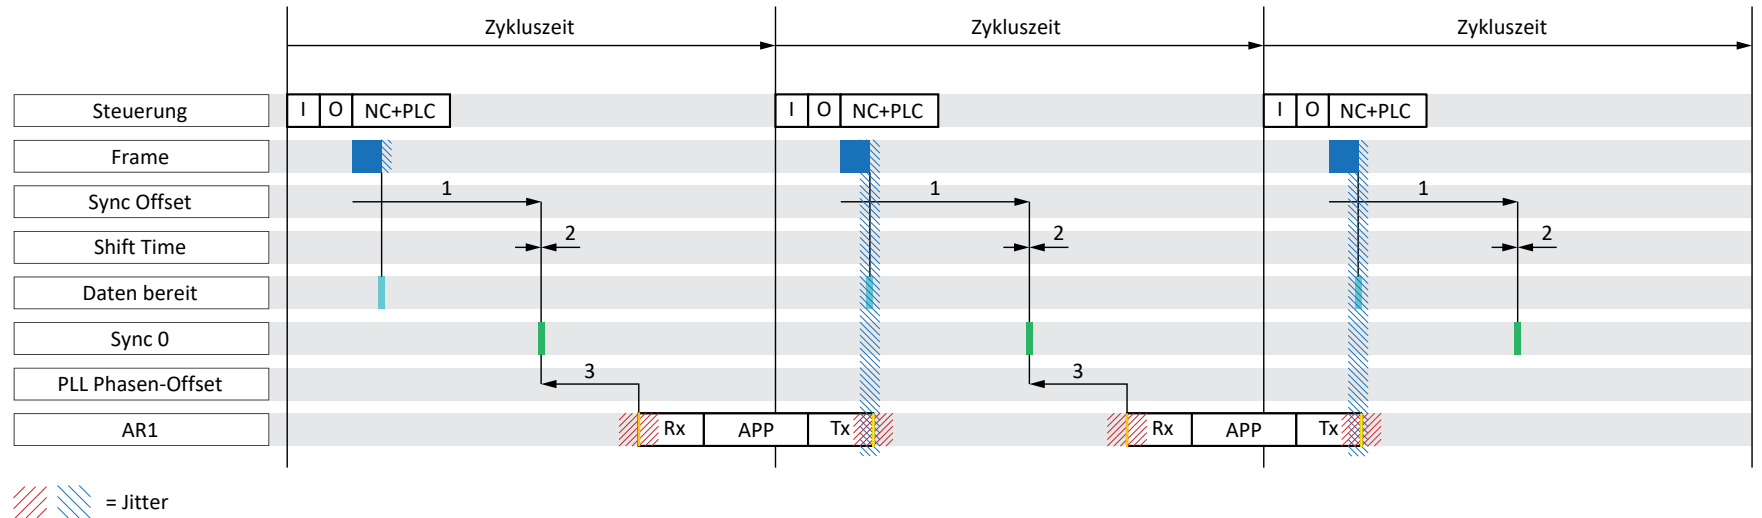 Zykluszeit Zykluszeit Zykluszeit
Steuerung I O NC+PLC I O NC+PLC I O NC+PLC
Frame
Sync Offset 1 1 1
Shift Time 2 2 2
Daten bereit
Sync 0
PLL Phasen-Offset 3 3
AR1 Rx APP Tx Rx APP Tx
= Jitter